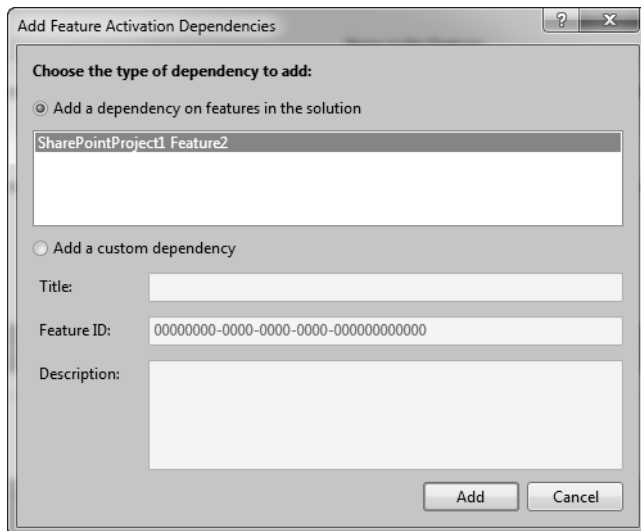 Add Feature Activation Dependencies
Choose the type of dependency to add:
Add a dependency on features in the solution
SharePointProject1 Feature2
Add a custom dependency
Title:
Feature ID: 00000000-0000-0000-0000-000000000000
Description:
Add Cancel